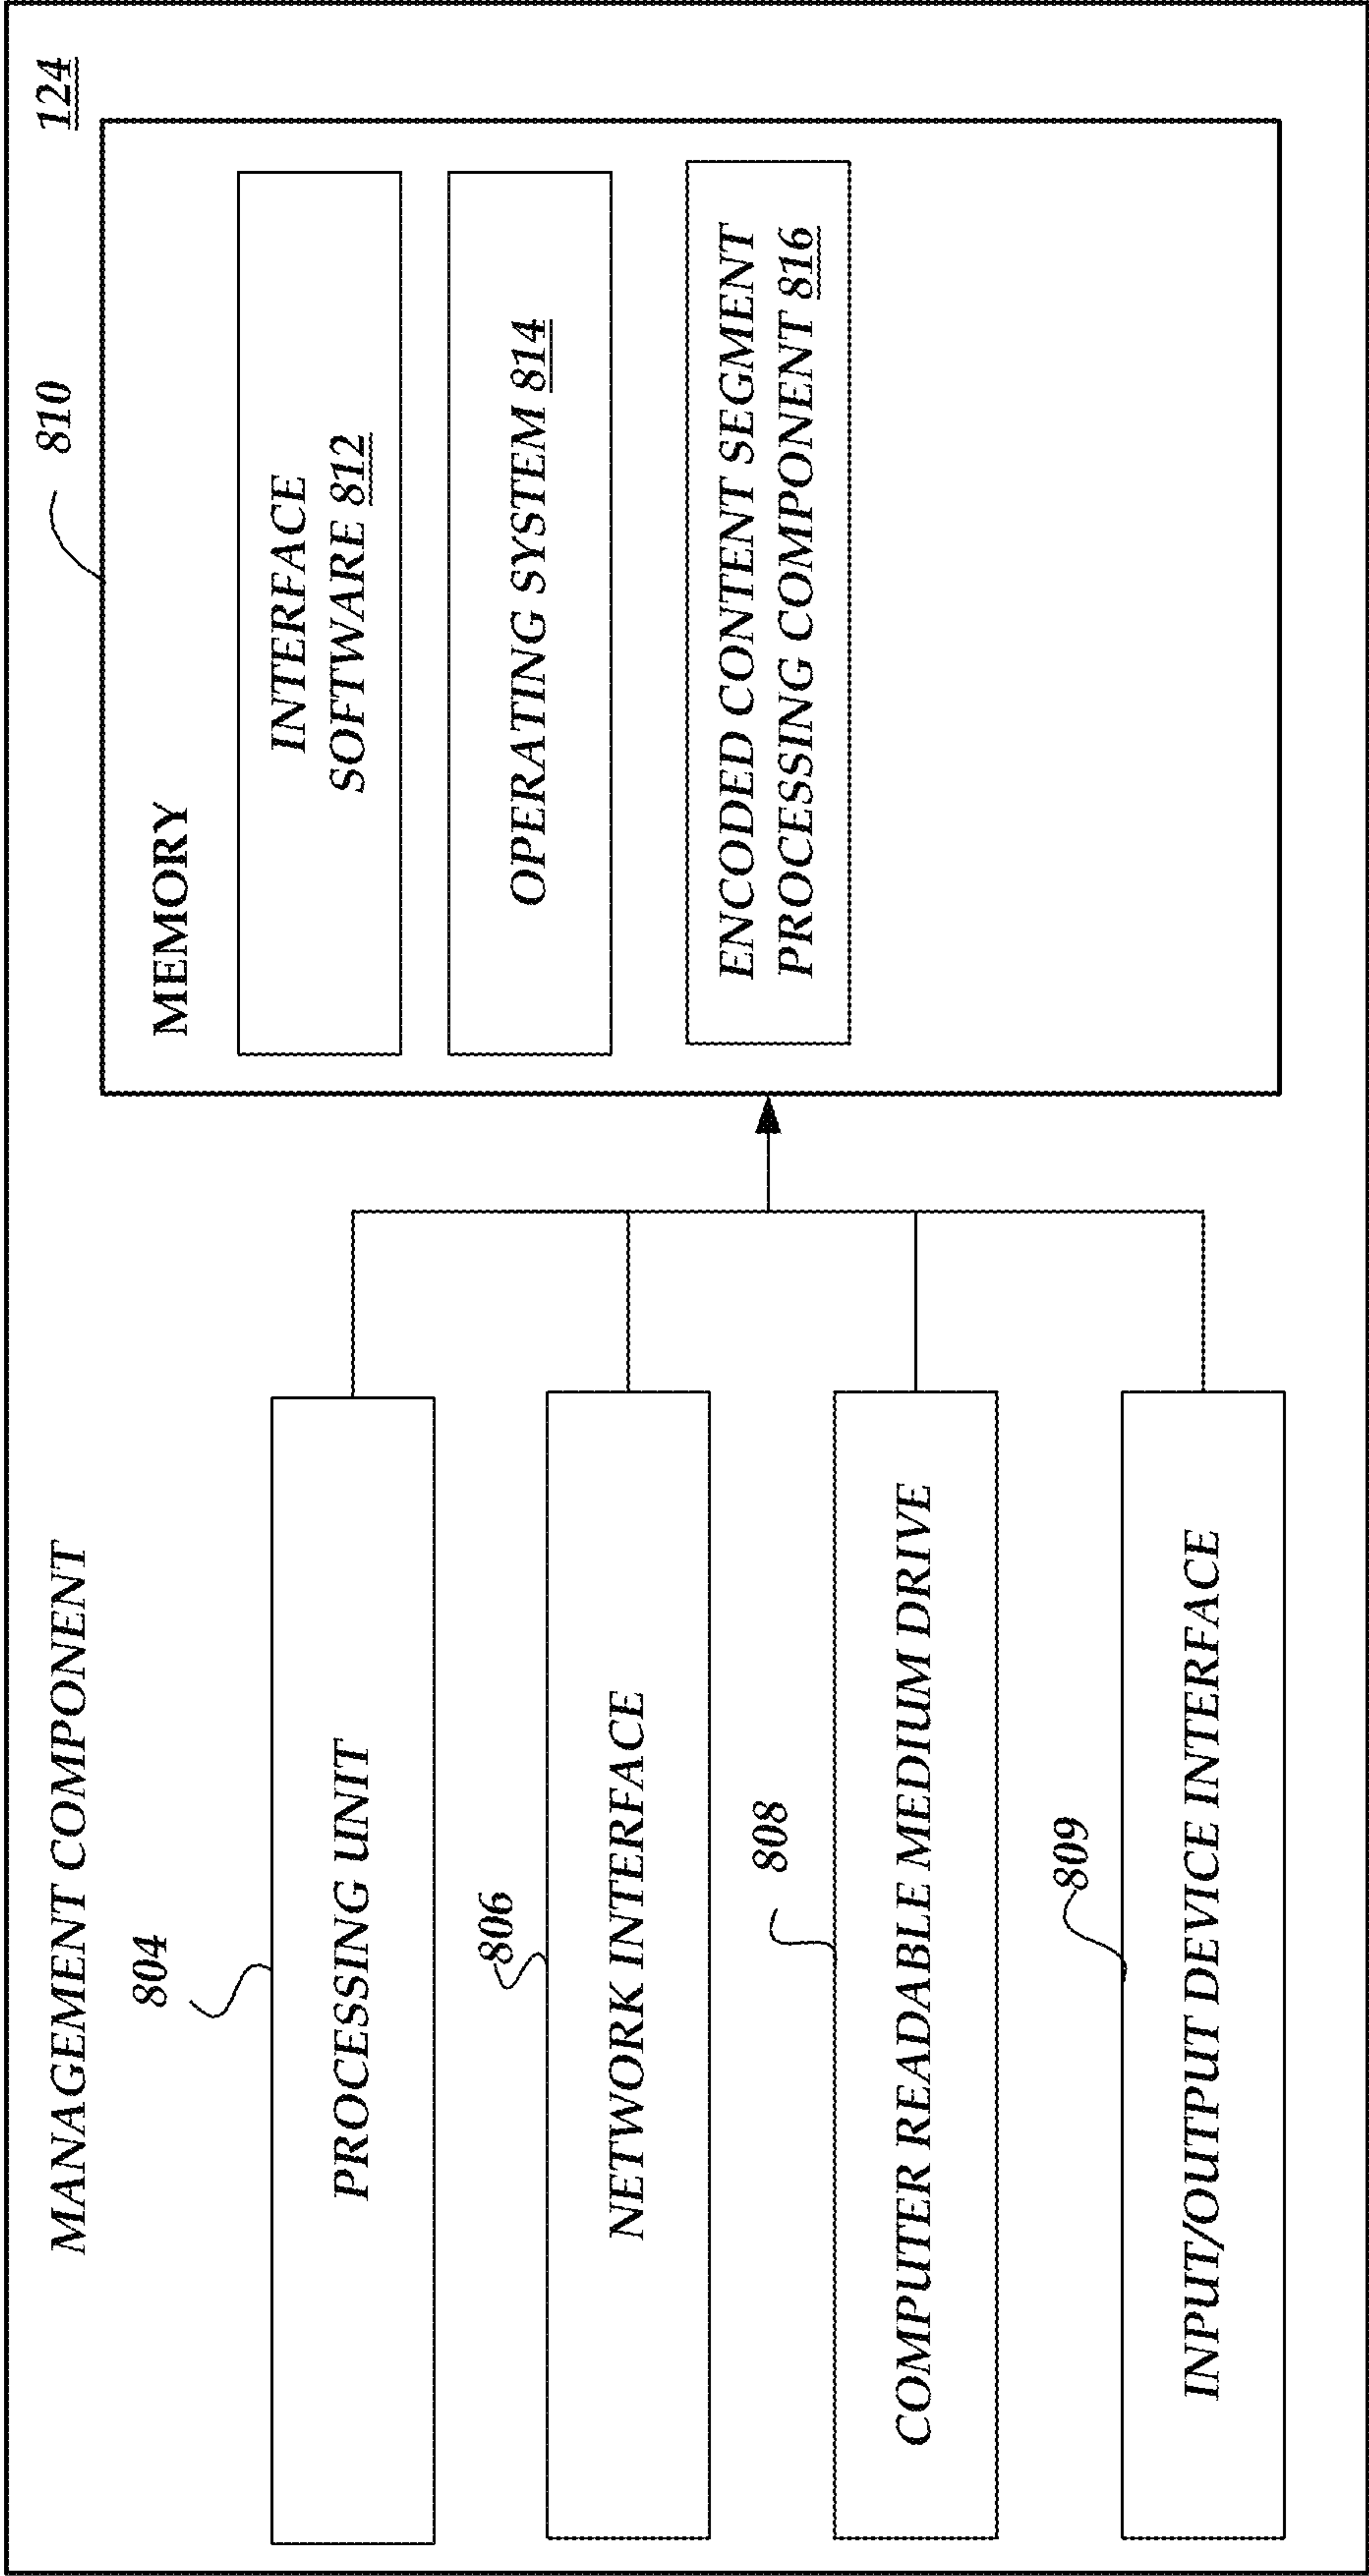 MANAGEMENT COMPONENT
124
804
PROCESSING UNIT
806
NETWORK INTERFACE
808
COMPUTER READABLE MEDIUM DRIVE
809
INPUT/OUTPUT DEVICE INTERFACE
810
MEMORY
INTERFACE
SOFTWARE 812
OPERATING SYSTEM 814
ENCODED CONTENT SEGMENT
PROCESSING COMPONENT 816